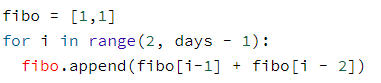 fibo = [1,1]
for i in range(2, days - 1):
  fibo.append(fibo[i-1] + fibo[i - 2])